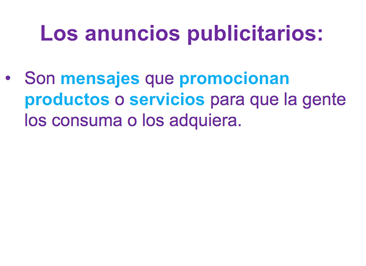 Los anuncios publicitarios:
• Son mensajes que promocionan
productos o servicios para que la gente
los consuma o los adquiera.